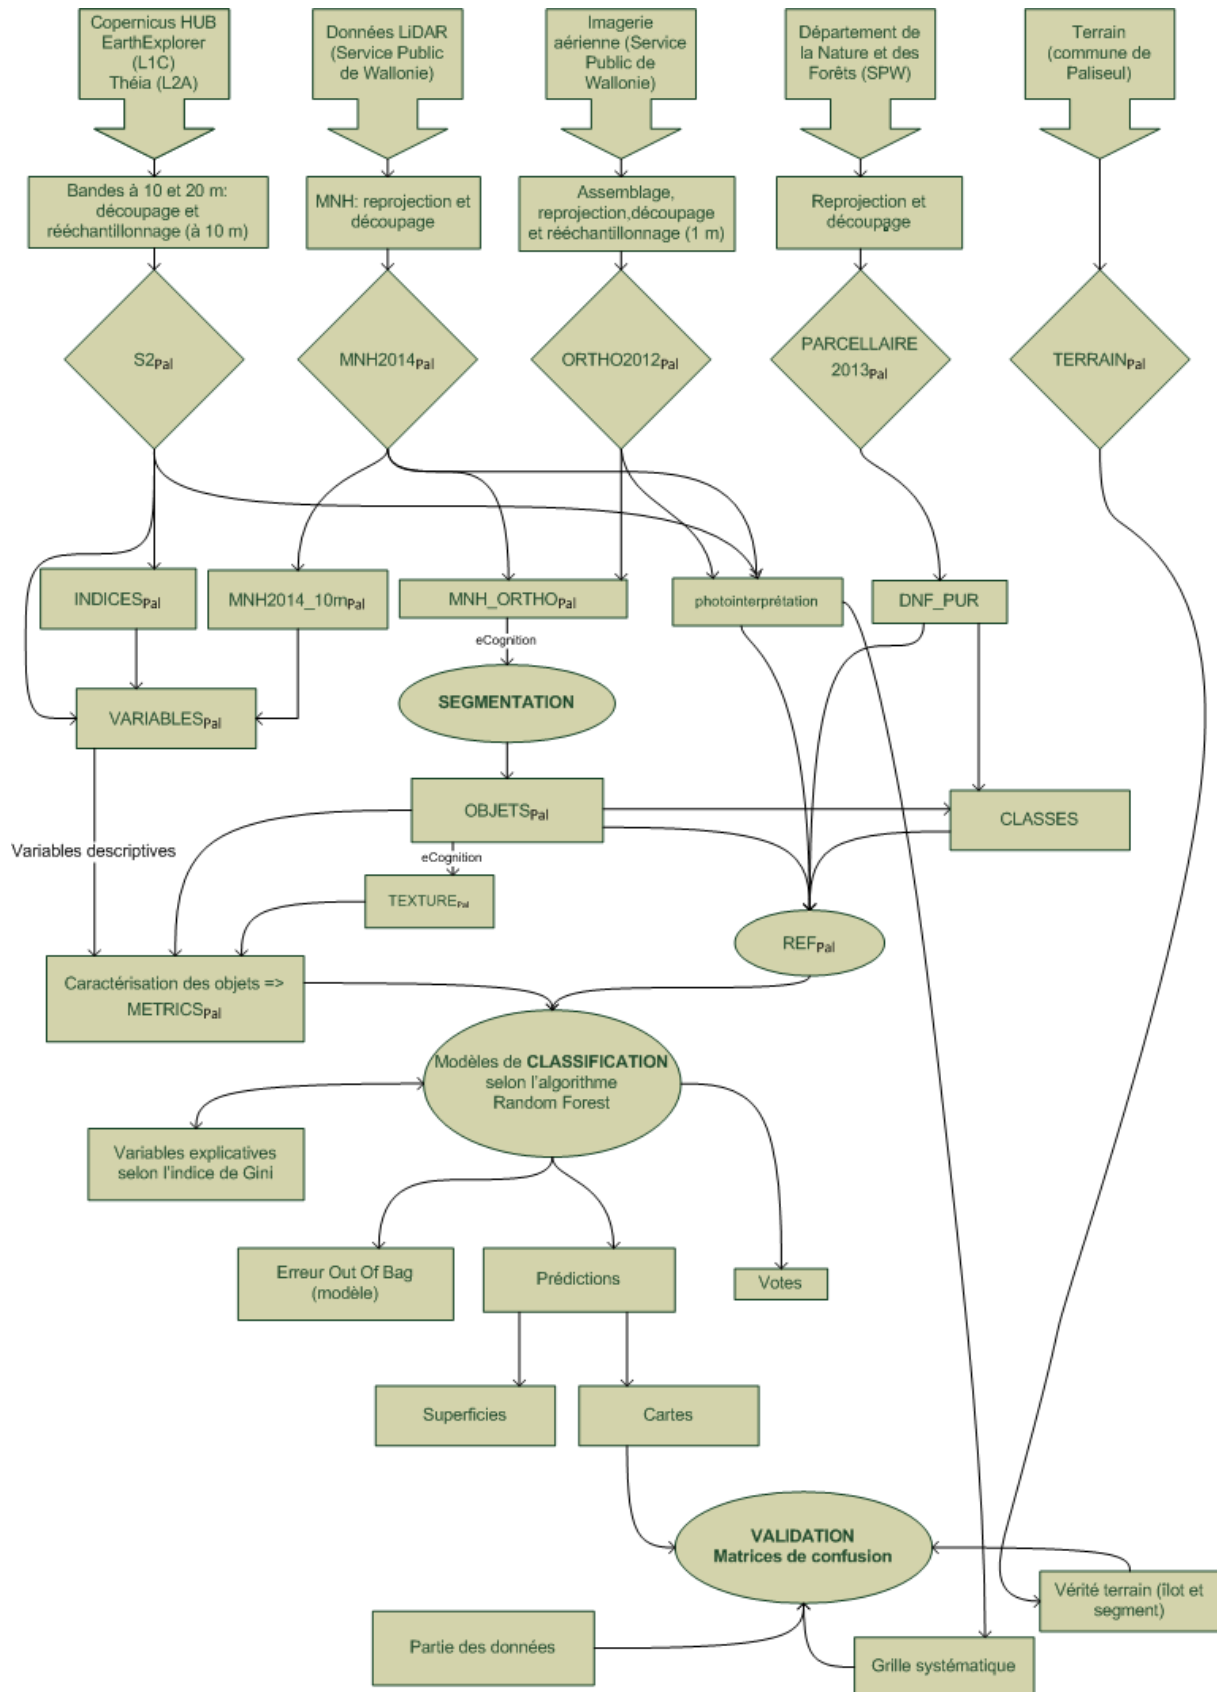 Copernicus HUB
EarthExplorer
(L1C)
Théia (L2A)
Données LiDAR
(Service Public
de Wallonie)
Imagerie
aérienne (Service
Public de
Wallonie)
Département de
la Nature et des
Forêts (SPW)
Terrain
(commune de
Paliseul)
Bandes à 10 et 20 m:
découpage et
rééchantillonnage (à 10 m)
MNH: reprojection et
découpage
Assemblage,
reprojection,découpage
et rééchantillonnage (1 m)
Reprojection et
découpage
S2Pal
MNH2014Pal
ORTHO2012Pal
PARCELLAIRE
2013Pal
TERRAINPal
INDICESPal
MNH2014_10mPal
MNH_ORTHOPal
photointerprétation
DNF_PUR
eCognition
SEGMENTATION
VARIABLESPal
OBJETSPal
CLASSES
Variables descriptives
eCognition
TEXTUREPal
REFPal
Caractérisation des objets =>
METRICSPal
Modèles de CLASSIFICATION
selon l'algorithme
Random Forest
Variables explicatives
selon l'indice de Gini
Erreur Out Of Bag
(modèle)
Prédictions
Votes
Superficies
Cartes
VALIDATION
Matrices de confusion
Vérité terrain (îlot et
segment)
Partie des données
Grille systématique